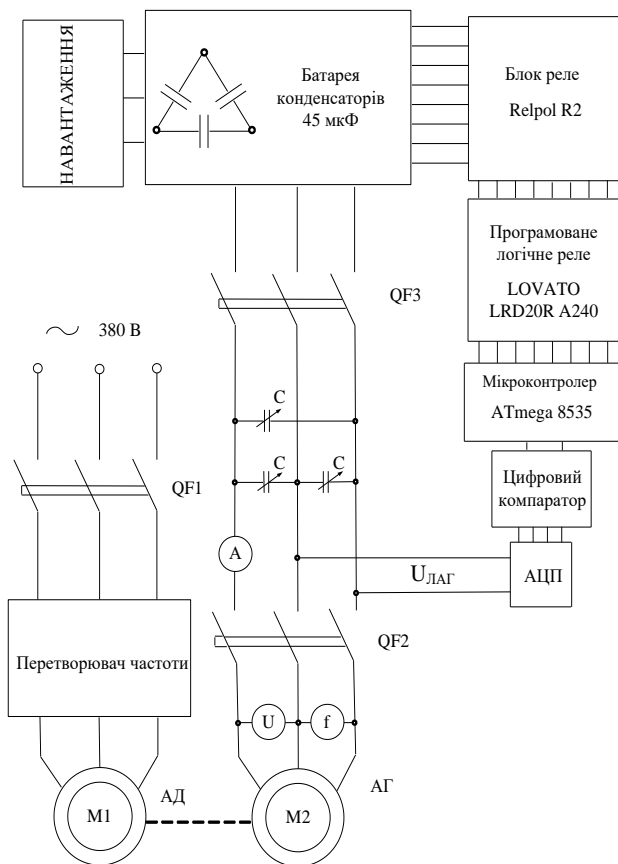 НАВАНТАЖЕННЯ
Батарея
конденсаторів
45 мкФ
Блок реле
Relpol R2
Програмоване
логічне реле
LOVATO
LRD20R A240
QF3
380 В
Мікроконтролер
ATmega 8535
C
C
C
Цифровий
компаратор
QF1
A
UЛАГ
АЦП
QF2
Перетворювач частоти
U
f
АД
АГ
M1
M2